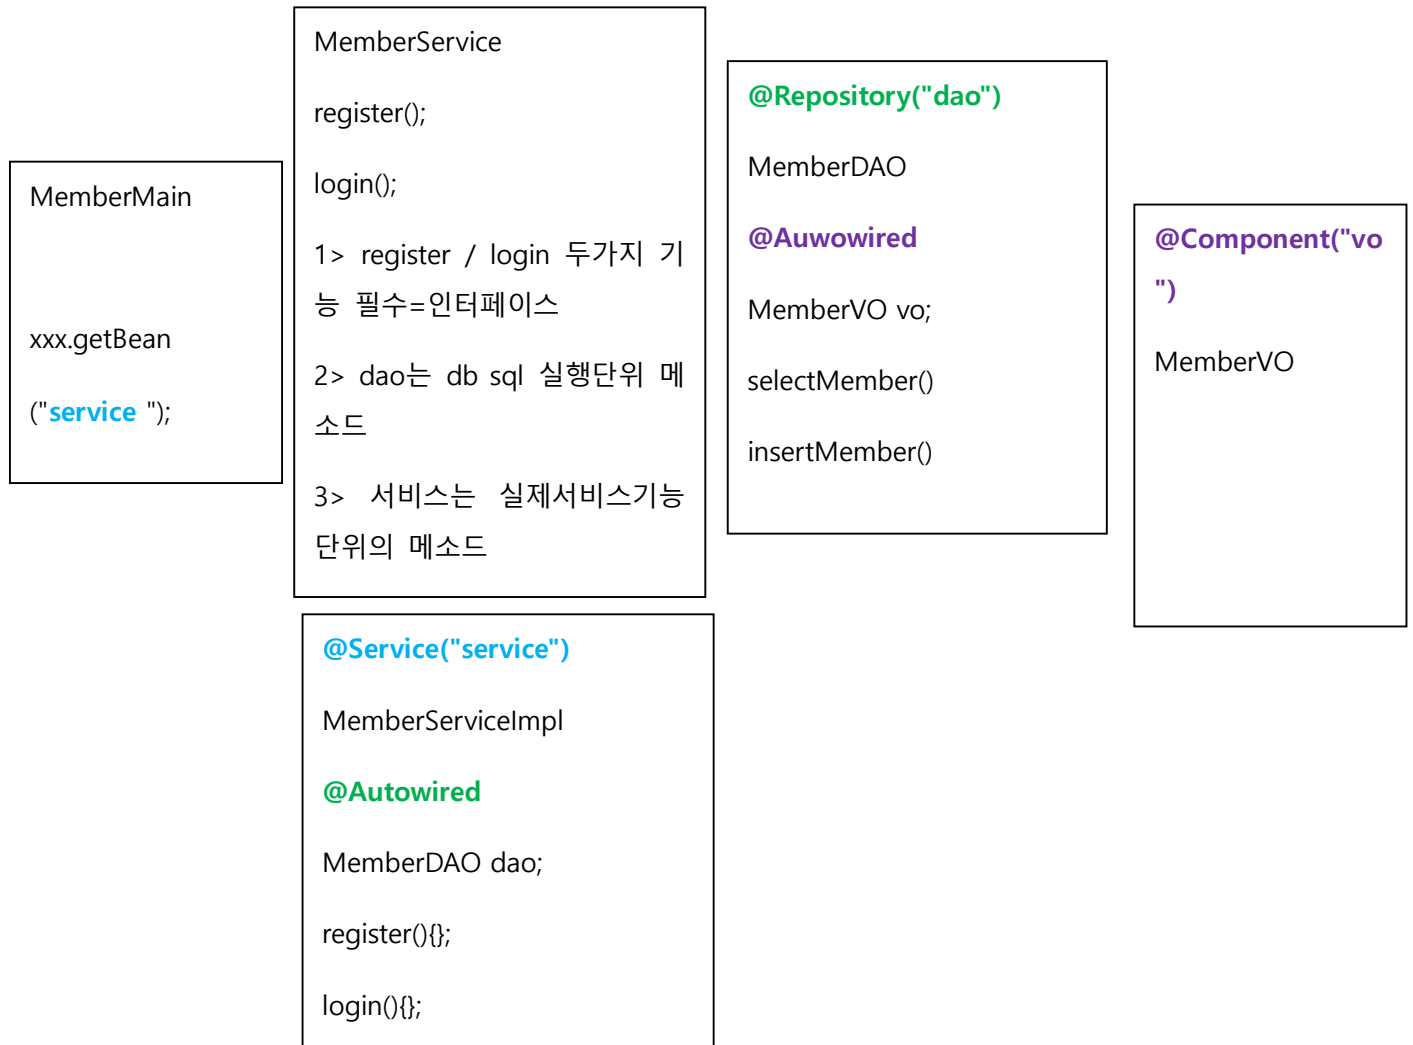 MemberMain
xxx.getBean
("service ");
MemberService
register();
login();
1> register / login 두가지 기
능 필수=인터페이스
2> dao는 db sql 실행단위 메
소드
3> 서비스는 실제서비스기능
단위의 메소드
@Service("service")
MemberServiceImpl
@Autowired
MemberDAO dao;
register(){};
login(){};
@Repository("dao")
MemberDAO
@Auwowired
MemberVO vo;
selectMember()
insertMember()
@Component("vo
")
MemberVO